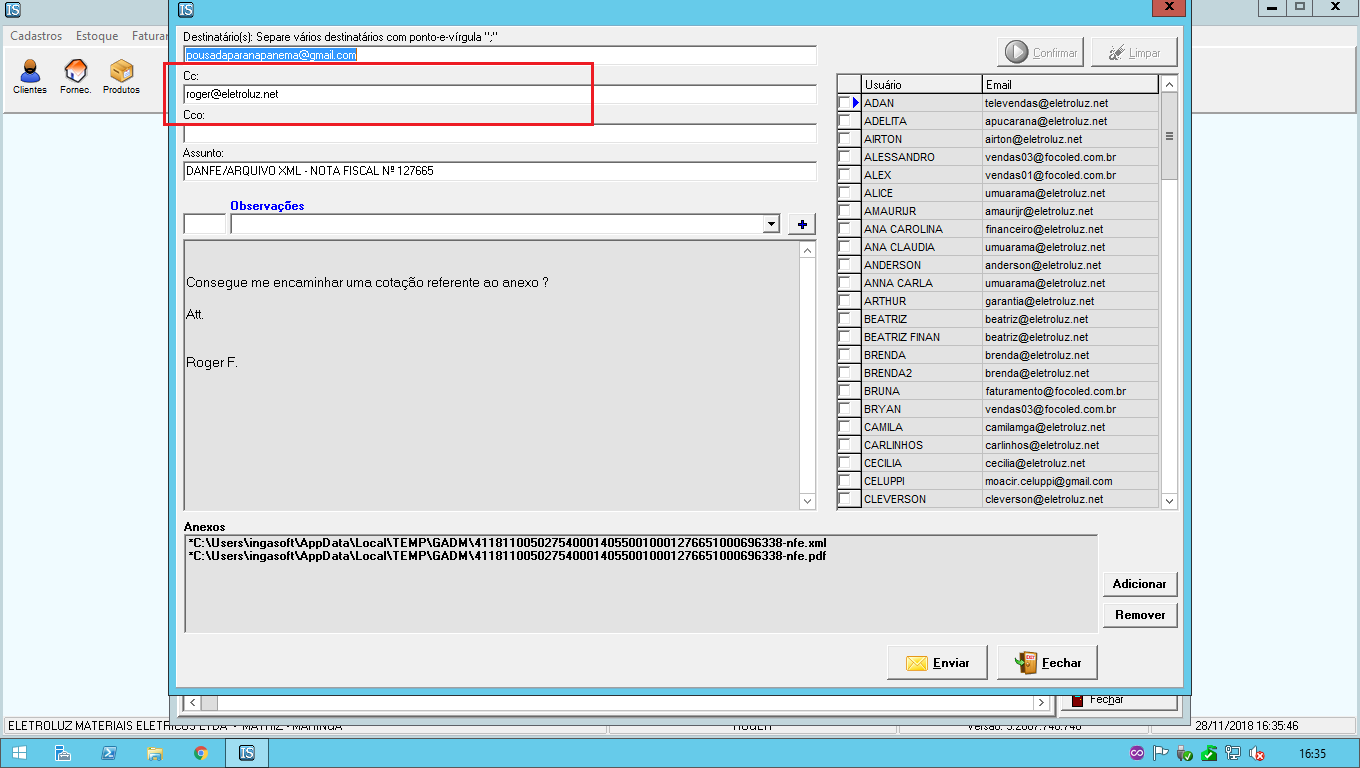 IS
IS
Cadastros Estoque Faturar
Clientes Fornec. Produtos
Destinatário(s): Separe vários destinatários com ponto-e-vírgula ";"
pousadaparanapanema@gmail.com
Cc:
roger@eletroluz.net
Cco:
Assunto:
DANFE/ARQUIVO XML - NOTA FISCAL Nº 127665
Observações
Consegue me encaminhar uma cotação referente ao anexo ?
Att.
Roger F.
Confirmar Limpar
Usuário Email
ADAN televendas@eletroluz.net
ADELITA apucarana@eletroluz.net
AIRTON airton@eletroluz.net
ALESSANDRO vendas03@focoled.com.br
ALEX vendas01@focoled.com.br
ALICE umuarama@eletroluz.net
AMAURIJR amaurijr@eletroluz.net
ANA CAROLINA financeiro@eletroluz.net
ANA CLAUDIA umuarama@eletroluz.net
ANDERSON anderson@eletroluz.net
ANNA CARLA umuarama@eletroluz.net
ARTHUR garantia@eletroluz.net
BEATRIZ beatriz@eletroluz.net
BEATRIZ FINAN beatriz@eletroluz.net
BRENDA brenda@eletroluz.net
BRENDA2 brenda@eletroluz.net
BRUNA faturamento@focoled.com.br
BRYAN vendas03@focoled.com.br
CAMILA camilamga@eletroluz.net
CARLINHOS carlinhos@eletroluz.net
CECILIA cecilia@eletroluz.net
CELUPPI moacir.celuppi@gmail.com
CLEVERSON cleverson@eletroluz.net
Anexos
*C:\Users\ingasoft\AppData\Local\TEMP\GADM\41181100502754000140550010001276651000696338-nfe.xml
*C:\Users\ingasoft\AppData\Local\TEMP\GADM\41181100502754000140550010001276651000696338-nfe.pdf
Adicionar
Remover
Enviar Fechar
Fechar
ELETROLUZ MATERIAIS ELETRICOS LTDA - MATRIZ - MARINGA 28/11/2018 16:35:46
IS 16:35